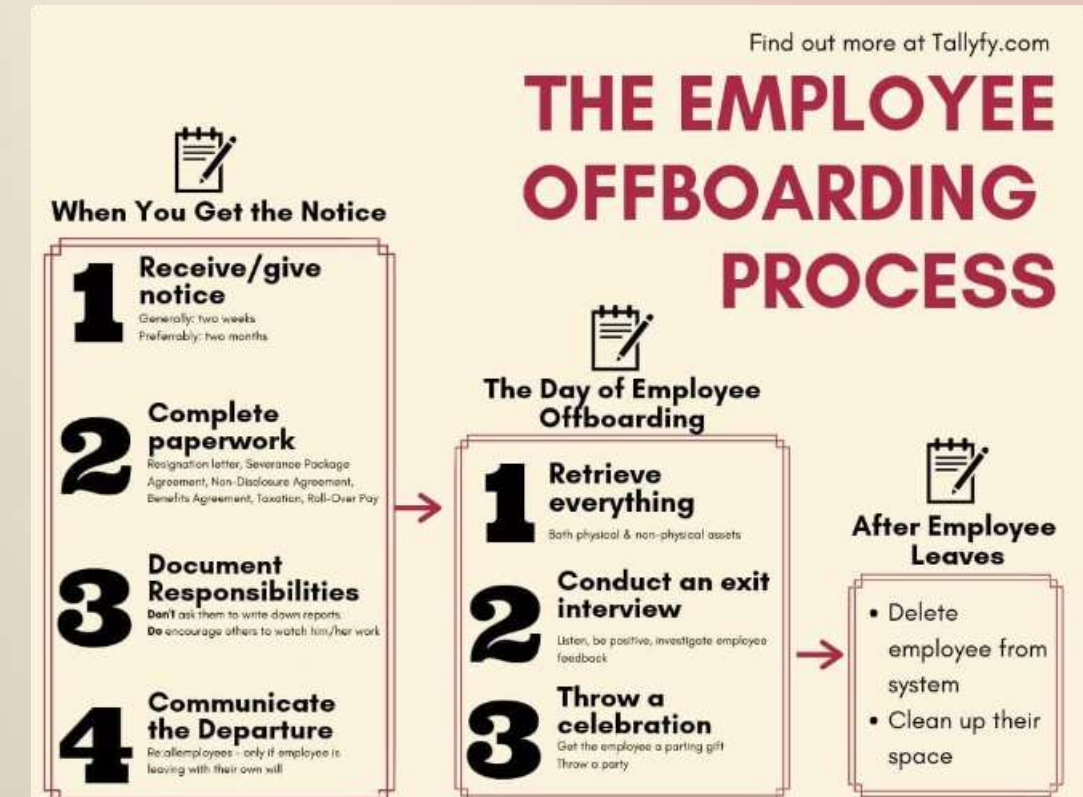 Find out more at Tallyfy.com
THE EMPLOYEE
OFFBOARDING
PROCESS
When You Get the Notice
1
Receive/give
notice
Generally: two weeks
Preferrably: two months
2
Complete
paperwork
Resignation letter, Severance Package
Agreement, Non-Disclosure Agreement,
Benefits Agreement, Taxation, Roll-Over Pay
3
Document
Responsibilities
Don't ask them to write down reports
Do encourage others to watch him/her work
4
Communicate
the Departure
Re:allemployees - only if employee is
leaving with their own will
The Day of Employee
Offboarding
1
Retrieve
everything
Both physical & non-physical assets
2
Conduct an exit
interview
Listen, be positive, investigate employee
feedback
3
Throw a
celebration
Get the employee a parting gift
Throw a party
After Employee
Leaves
• Delete
employee from
system
• Clean up their
space